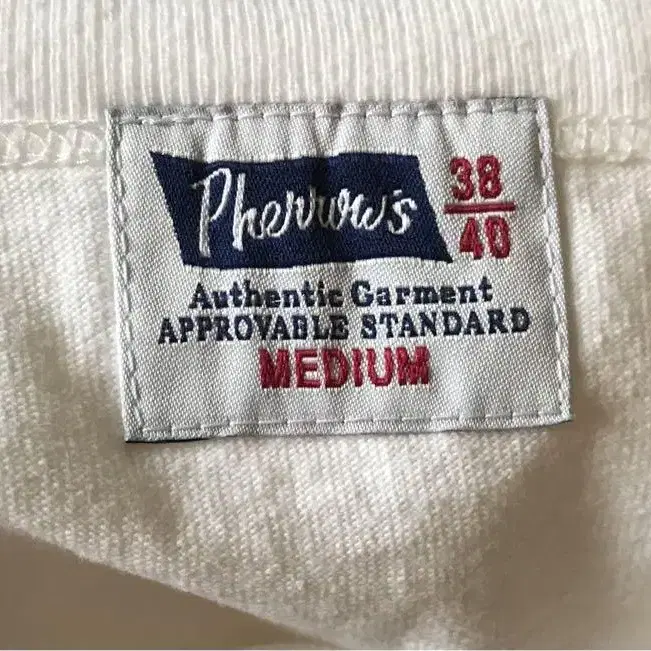 Pherrow's
38
40
Authentic Garment
APPROVABLE STANDARD
MEDIUM